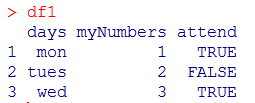 > df1
days myNumbers attend
1 mon 1 TRUE
2 tues 2 FALSE
3 wed 3 TRUE